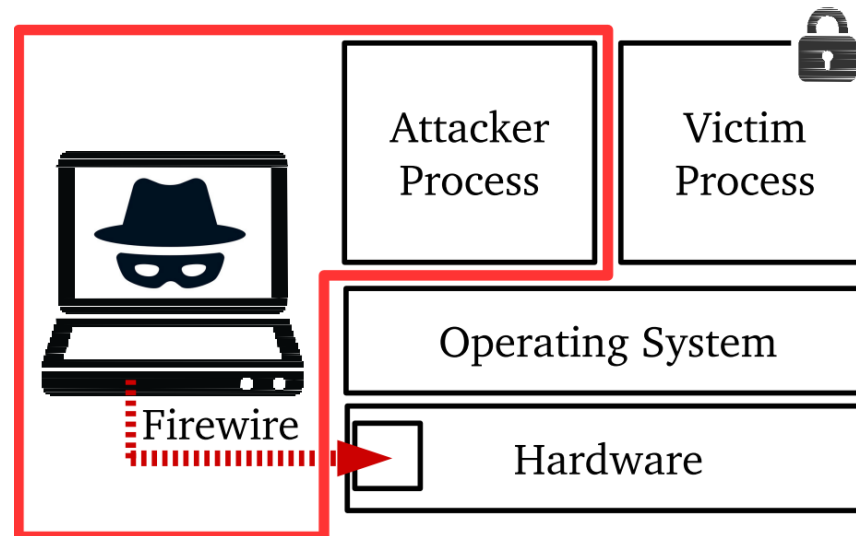 Attacker
Process
Victim
Process
Operating System
Firewire
Hardware